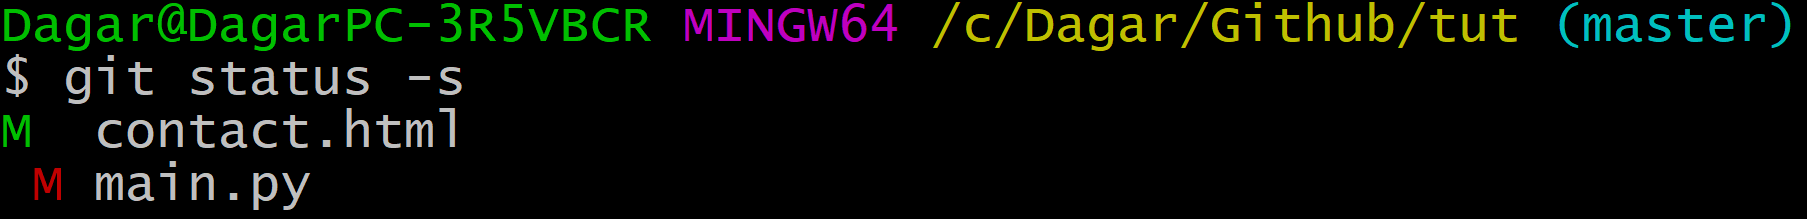 Dagar@DagarPC-3R5VBCR MINGW64 /c/Dagar/Github/tut (master)
$ git status -s
M  contact.html
 M main.py